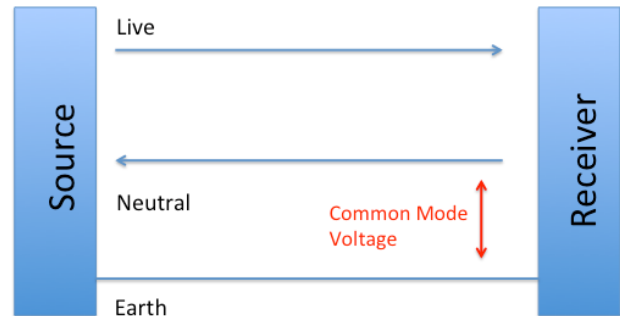 Source
Live
Neutral
Common Mode
Voltage
Earth
Receiver